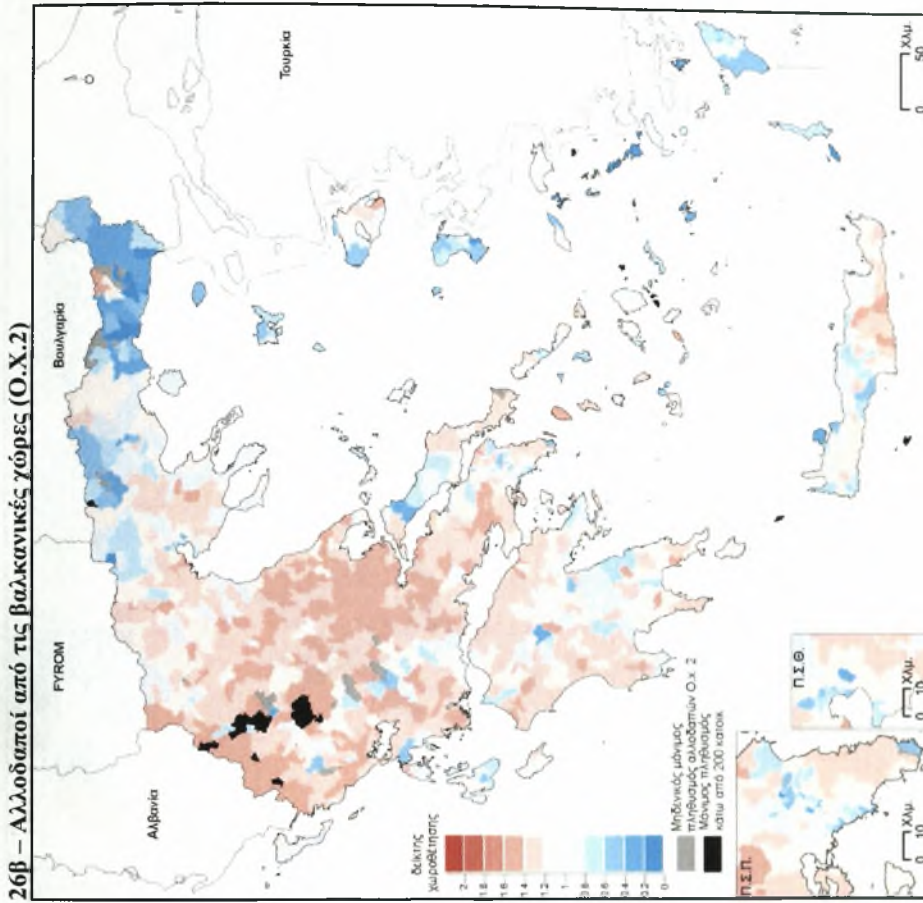 26β – Αλλοδαποί από τις βαλκανικές χώρες (Ο.Χ.2)
Αλβανία
FYROM
Βουλγαρία
Τουρκία
δείκτης
χωροθέτησης
2
1.8
1.6
1.4
1.2
1
0.8
0.6
0.4
0.2
0
Μηδενικός μόνιμος
πληθυσμός αλλοδαπών Ο.χ. 2
Μόνιμος πληθυσμός
κάτω από 200 κατοικ
Π.Σ.Π.
0 10 Χλμ
Π.Σ.Θ.
0 10 Χλμ.
0 50 Χλμ.